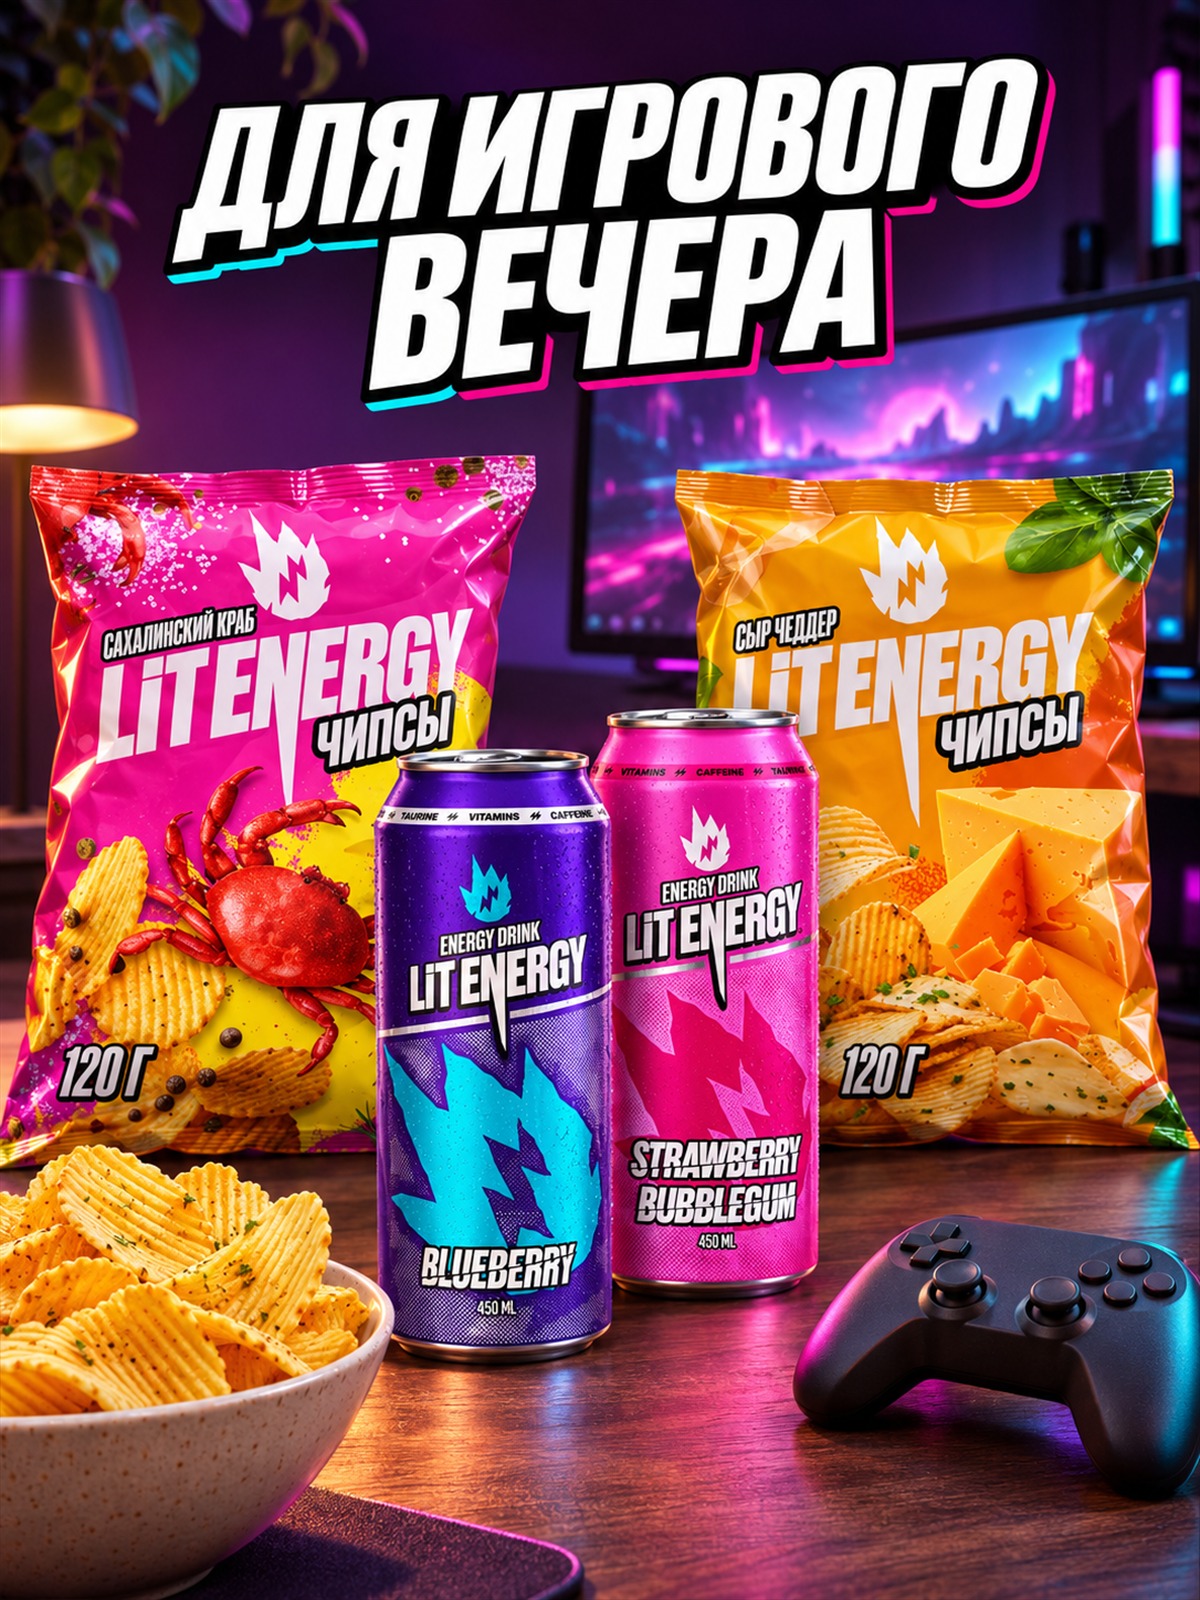 ДЛЯ ИГРОВОГО
ВЕЧЕРА
САХАЛИНСКИЙ КРАБ
LIT ENERGY
ЧИПСЫ
120 Г
СЫР ЧЕДДЕР
LIT ENERGY
ЧИПСЫ
120 Г
TAURINE VITAMINS CAFFEINE
ENERGY DRINK
LIT ENERGY
BLUEBERRY
450 ML
VITAMINS CAFFEINE TAURINE
ENERGY DRINK
LIT ENERGY
STRAWBERRY
BUBBLEGUM
450 ML